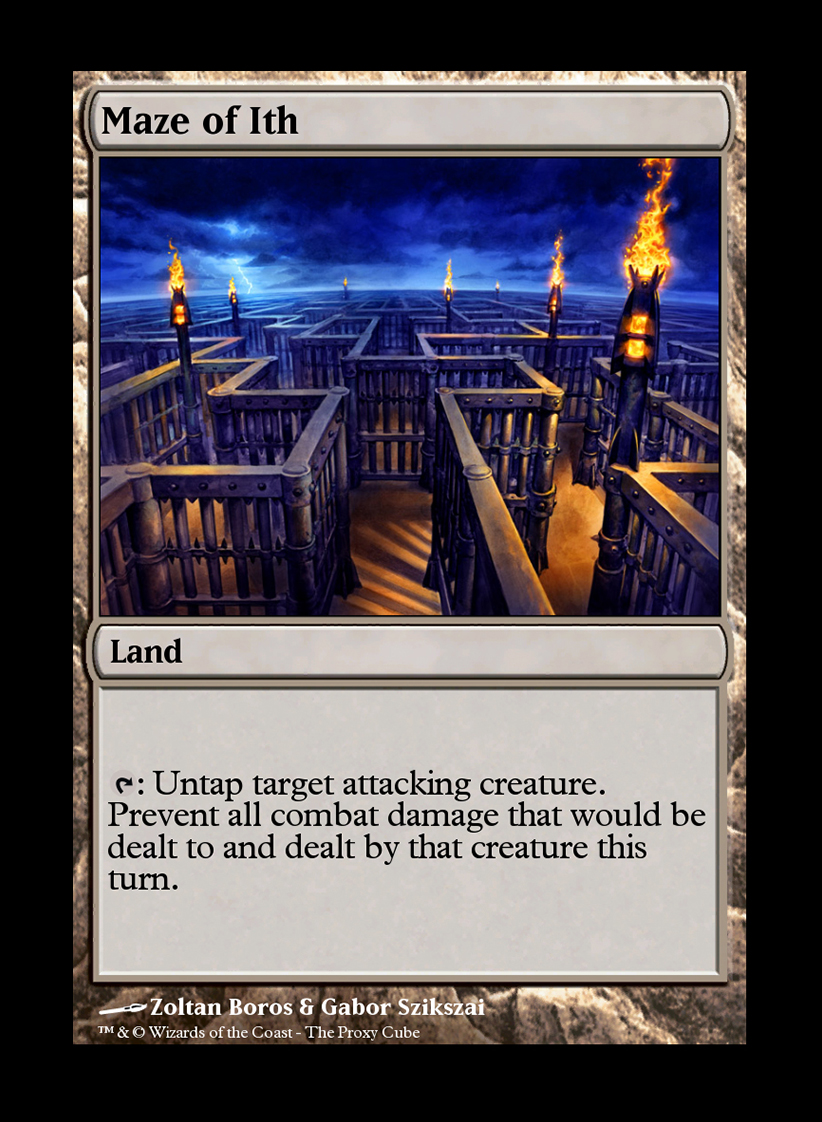 Maze of Ith
Land
: Untap target attacking creature.
Prevent all combat damage that would be
dealt to and dealt by that creature this
turn.
Zoltan Boros & Gabor Szikszai
™ & © Wizards of the Coast - The Proxy Cube